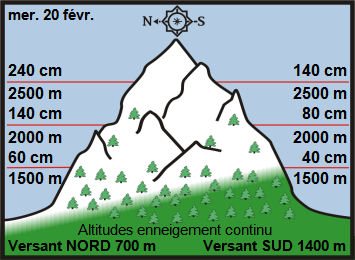 mer. 20 févr.
N S
240 cm 140 cm
2500 m 2500 m
140 cm 80 cm
2000 m 2000 m
60 cm 40 cm
1500 m 1500 m
Altitudes enneigement continu
Versant NORD 700 m Versant SUD 1400 m